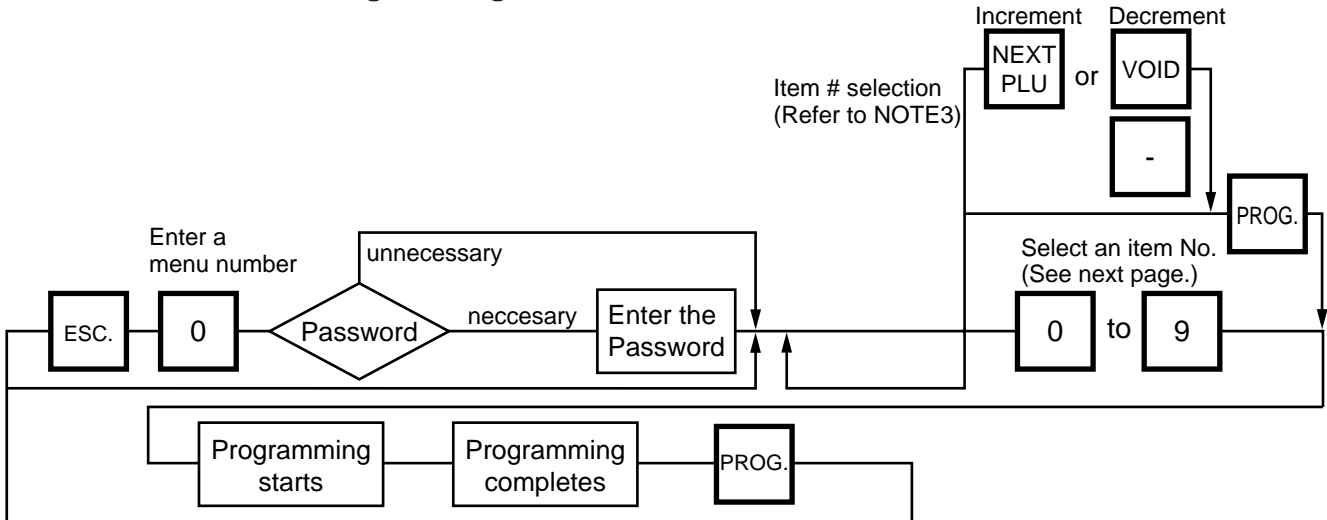 Increment
Decrement
NEXT
PLU
or
VOID
-
Item # selection
(Refer to NOTE3)
PROG.
Enter a
menu number
unnecessary
Select an item No.
(See next page.)
ESC.
0
Password
neccesary
Enter the
Password
0
to
9
Programming
starts
Programming
completes
PROG.